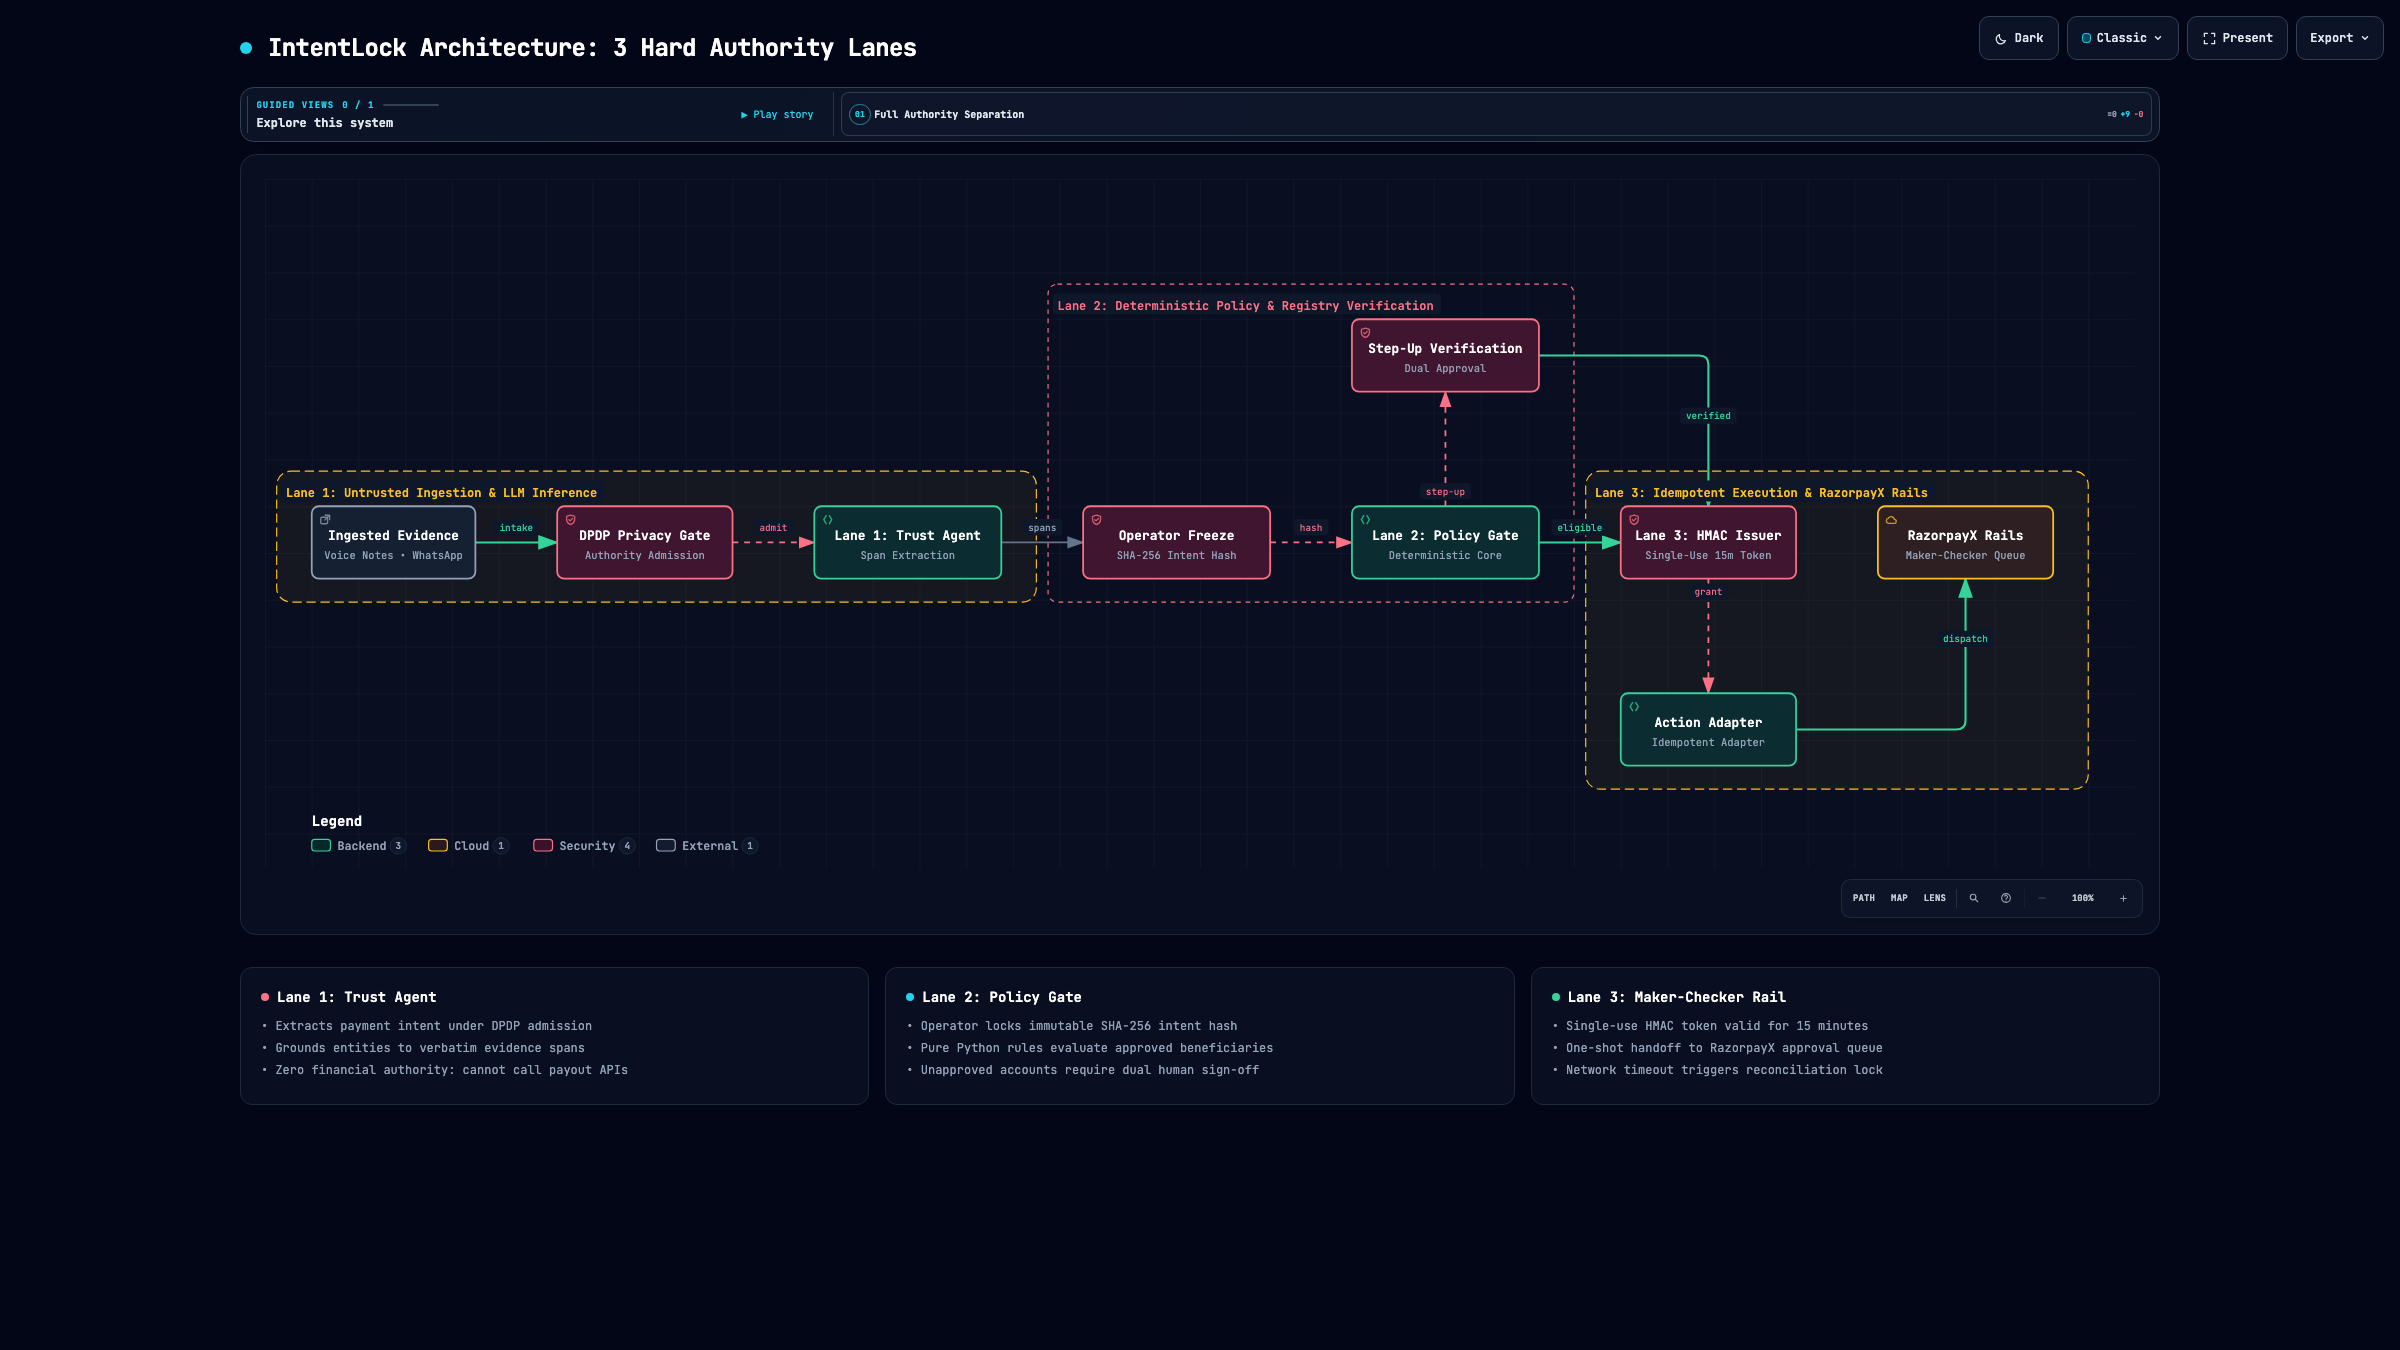 IntentLock Architecture: 3 Hard Authority Lanes
Dark
Classic
Present
Export
GUIDED VIEWS 0 / 1
Explore this system
▶ Play story
01 Full Authority Separation
=0 +9 -0
Lane 2: Deterministic Policy & Registry Verification
Step-Up Verification
Dual Approval
verified
step-up
Lane 1: Untrusted Ingestion & LLM Inference
Ingested Evidence
Voice Notes • WhatsApp
intake
DPDP Privacy Gate
Authority Admission
admit
Lane 1: Trust Agent
Span Extraction
spans
Operator Freeze
SHA-256 Intent Hash
hash
Lane 2: Policy Gate
Deterministic Core
eligible
Lane 3: Idempotent Execution & RazorpayX Rails
Lane 3: HMAC Issuer
Single-Use 15m Token
RazorpayX Rails
Maker-Checker Queue
grant
dispatch
Action Adapter
Idempotent Adapter
Legend
Backend 3
Cloud 1
Security 4
External 1
PATH MAP LENS
100%
Lane 1: Trust Agent
• Extracts payment intent under DPDP admission
• Grounds entities to verbatim evidence spans
• Zero financial authority: cannot call payout APIs
Lane 2: Policy Gate
• Operator locks immutable SHA-256 intent hash
• Pure Python rules evaluate approved beneficiaries
• Unapproved accounts require dual human sign-off
Lane 3: Maker-Checker Rail
• Single-use HMAC token valid for 15 minutes
• One-shot handoff to RazorpayX approval queue
• Network timeout triggers reconciliation lock